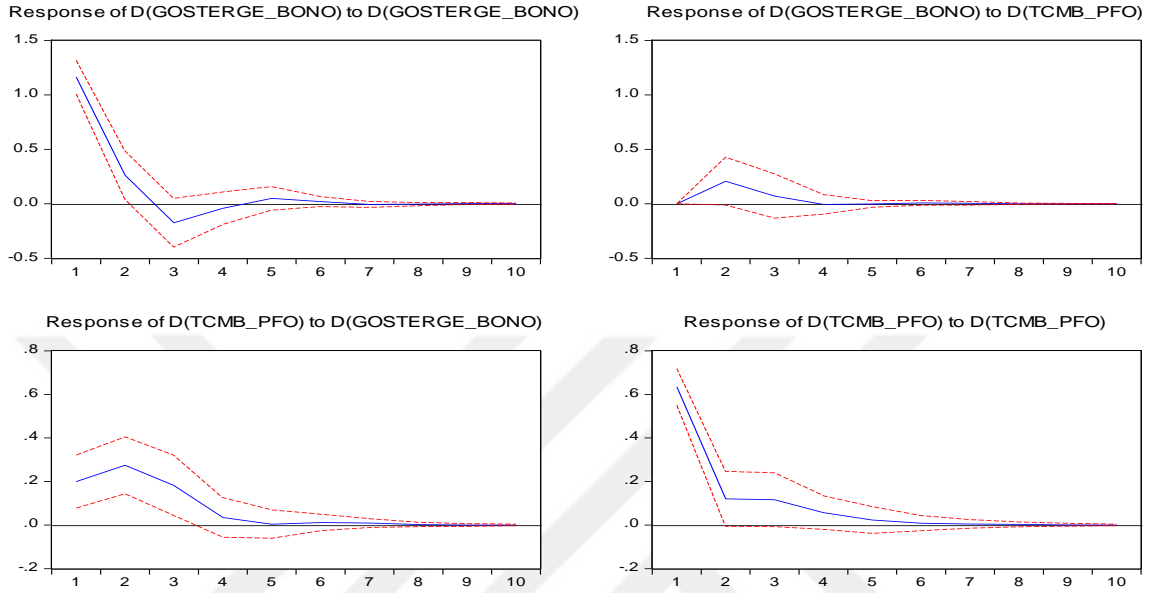 Response of D(GOSTERGE_BONO) to D(GOSTERGE_BONO)
1.5
1.0
0.5
0.0
-0.5
1 2 3 4 5 6 7 8 9 10
Response of D(GOSTERGE_BONO) to D(TCMB_PFO)
1.5
1.0
0.5
0.0
-0.5
1 2 3 4 5 6 7 8 9 10
Response of D(TCMB_PFO) to D(GOSTERGE_BONO)
.8
.6
.4
.2
.0
-.2
1 2 3 4 5 6 7 8 9 10
Response of D(TCMB_PFO) to D(TCMB_PFO)
.8
.6
.4
.2
.0
-.2
1 2 3 4 5 6 7 8 9 10